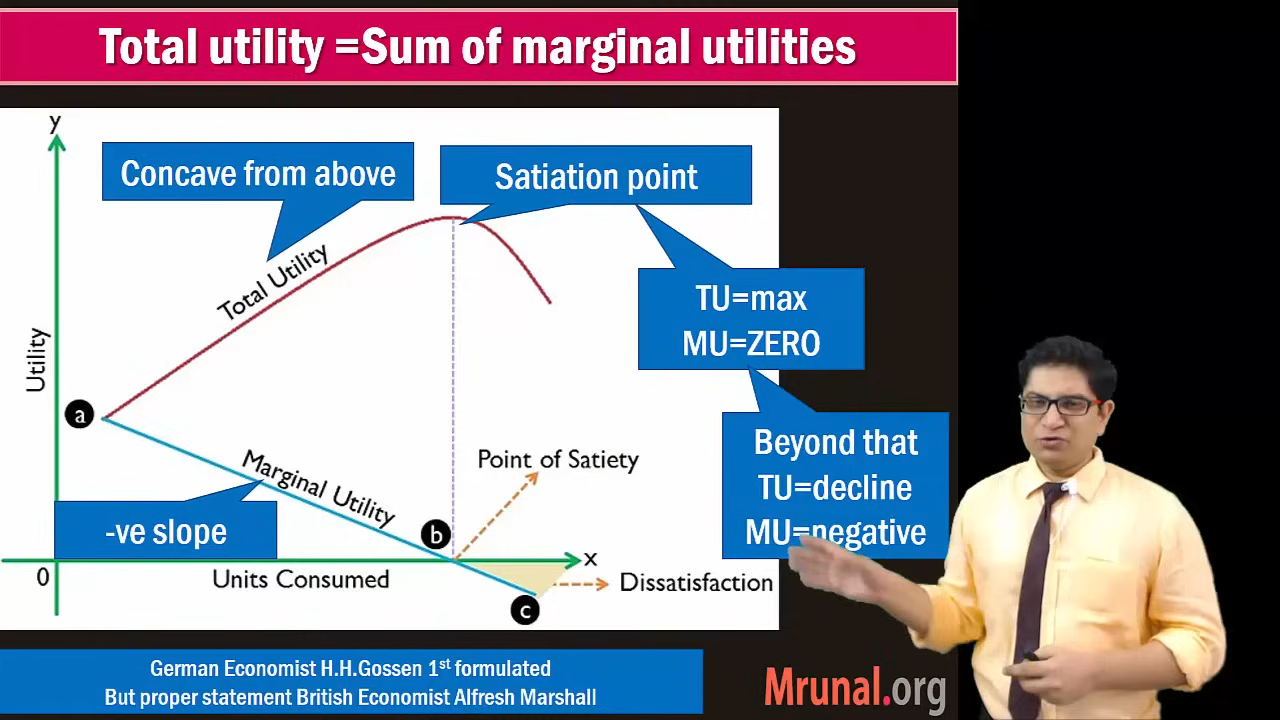 Total utility =Sum of marginal utilities
y
Concave from above
Satiation point
Total Utility
TU=max
MU=ZERO
Utility
a
Beyond that
TU=decline
MU=negative
Marginal Utility
Point of Satiety
-ve slope
b
x
0
Units Consumed
Dissatisfaction
c
German Economist H.H.Gossen 1st formulated
But proper statement British Economist Alfresh Marshall
Mrunal.org